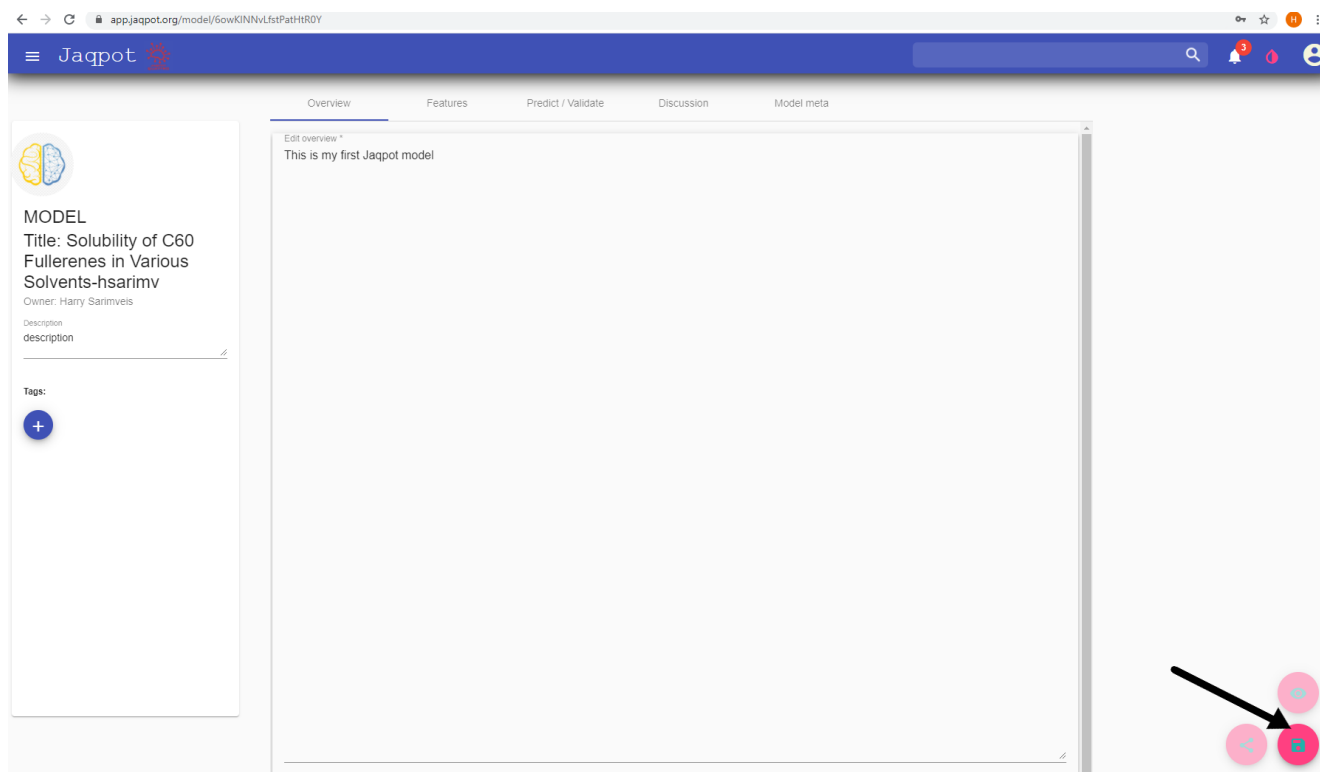 app.jaqpot.org/model/6owKINNvLfstPatHtR0Y
H
Jaqpot
3
Overview Features Predict / Validate Discussion Model meta
Edit overview *
This is my first Jaqpot model
MODEL
Title: Solubility of C60
Fullerenes in Various
Solvents-hsarimv
Owner: Harry Sarimveis
Description
description
Tags:
+